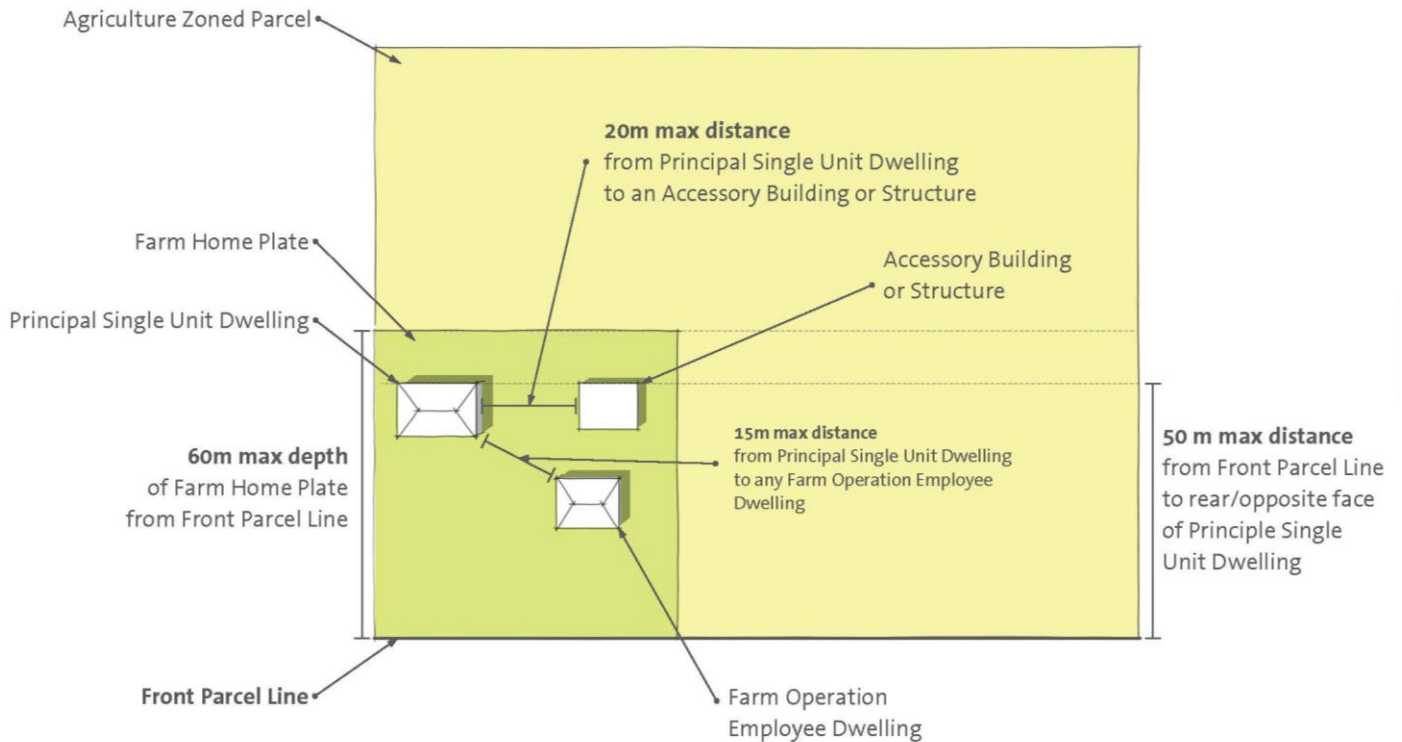 Agriculture Zoned Parcel
20m max distance
from Principal Single Unit Dwelling
to an Accessory Building or Structure
Farm Home Plate
Accessory Building
or Structure
Principal Single Unit Dwelling
15m max distance
from Principal Single Unit Dwelling
to any Farm Operation Employee
Dwelling
60m max depth
of Farm Home Plate
from Front Parcel Line
50 m max distance
from Front Parcel Line
to rear/opposite face
of Principle Single
Unit Dwelling
Front Parcel Line
Farm Operation
Employee Dwelling